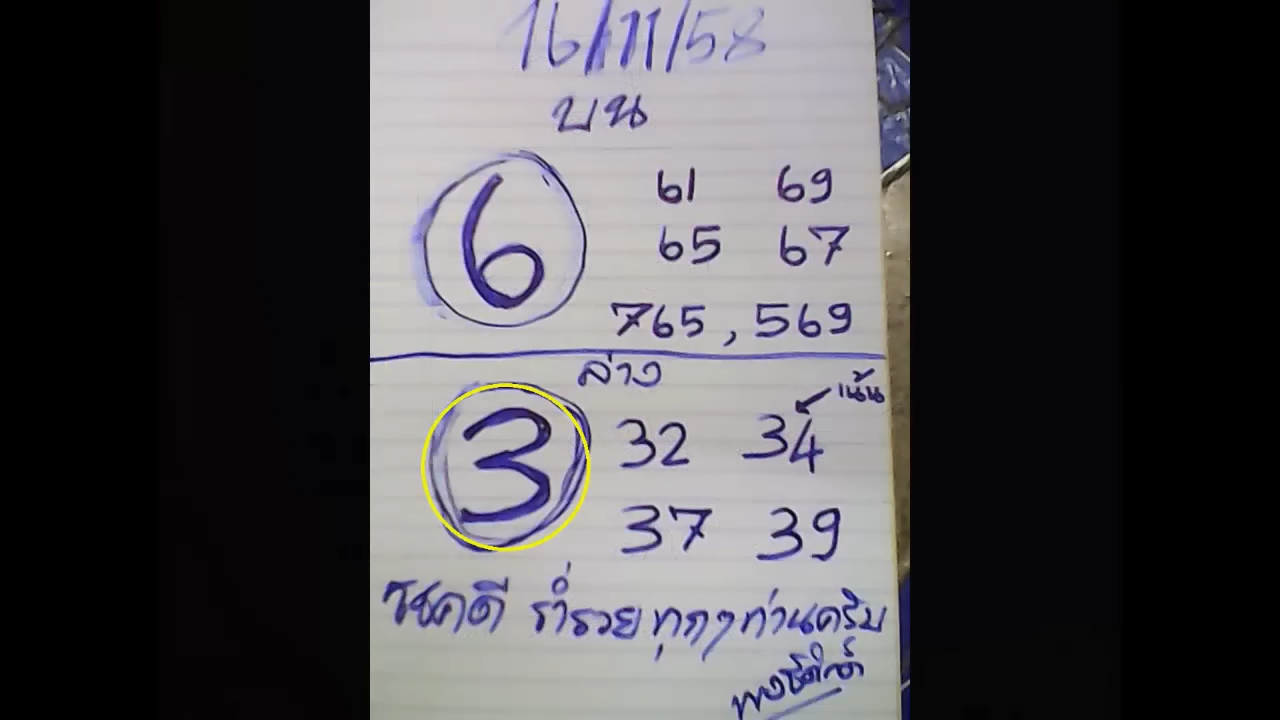 16/11/58
บน
6 61 69
65 67
765, 569
ล่าง
เน้น
3 32 34
37 39
โชคดี ร่ำรวย ทุกๆท่านครับ